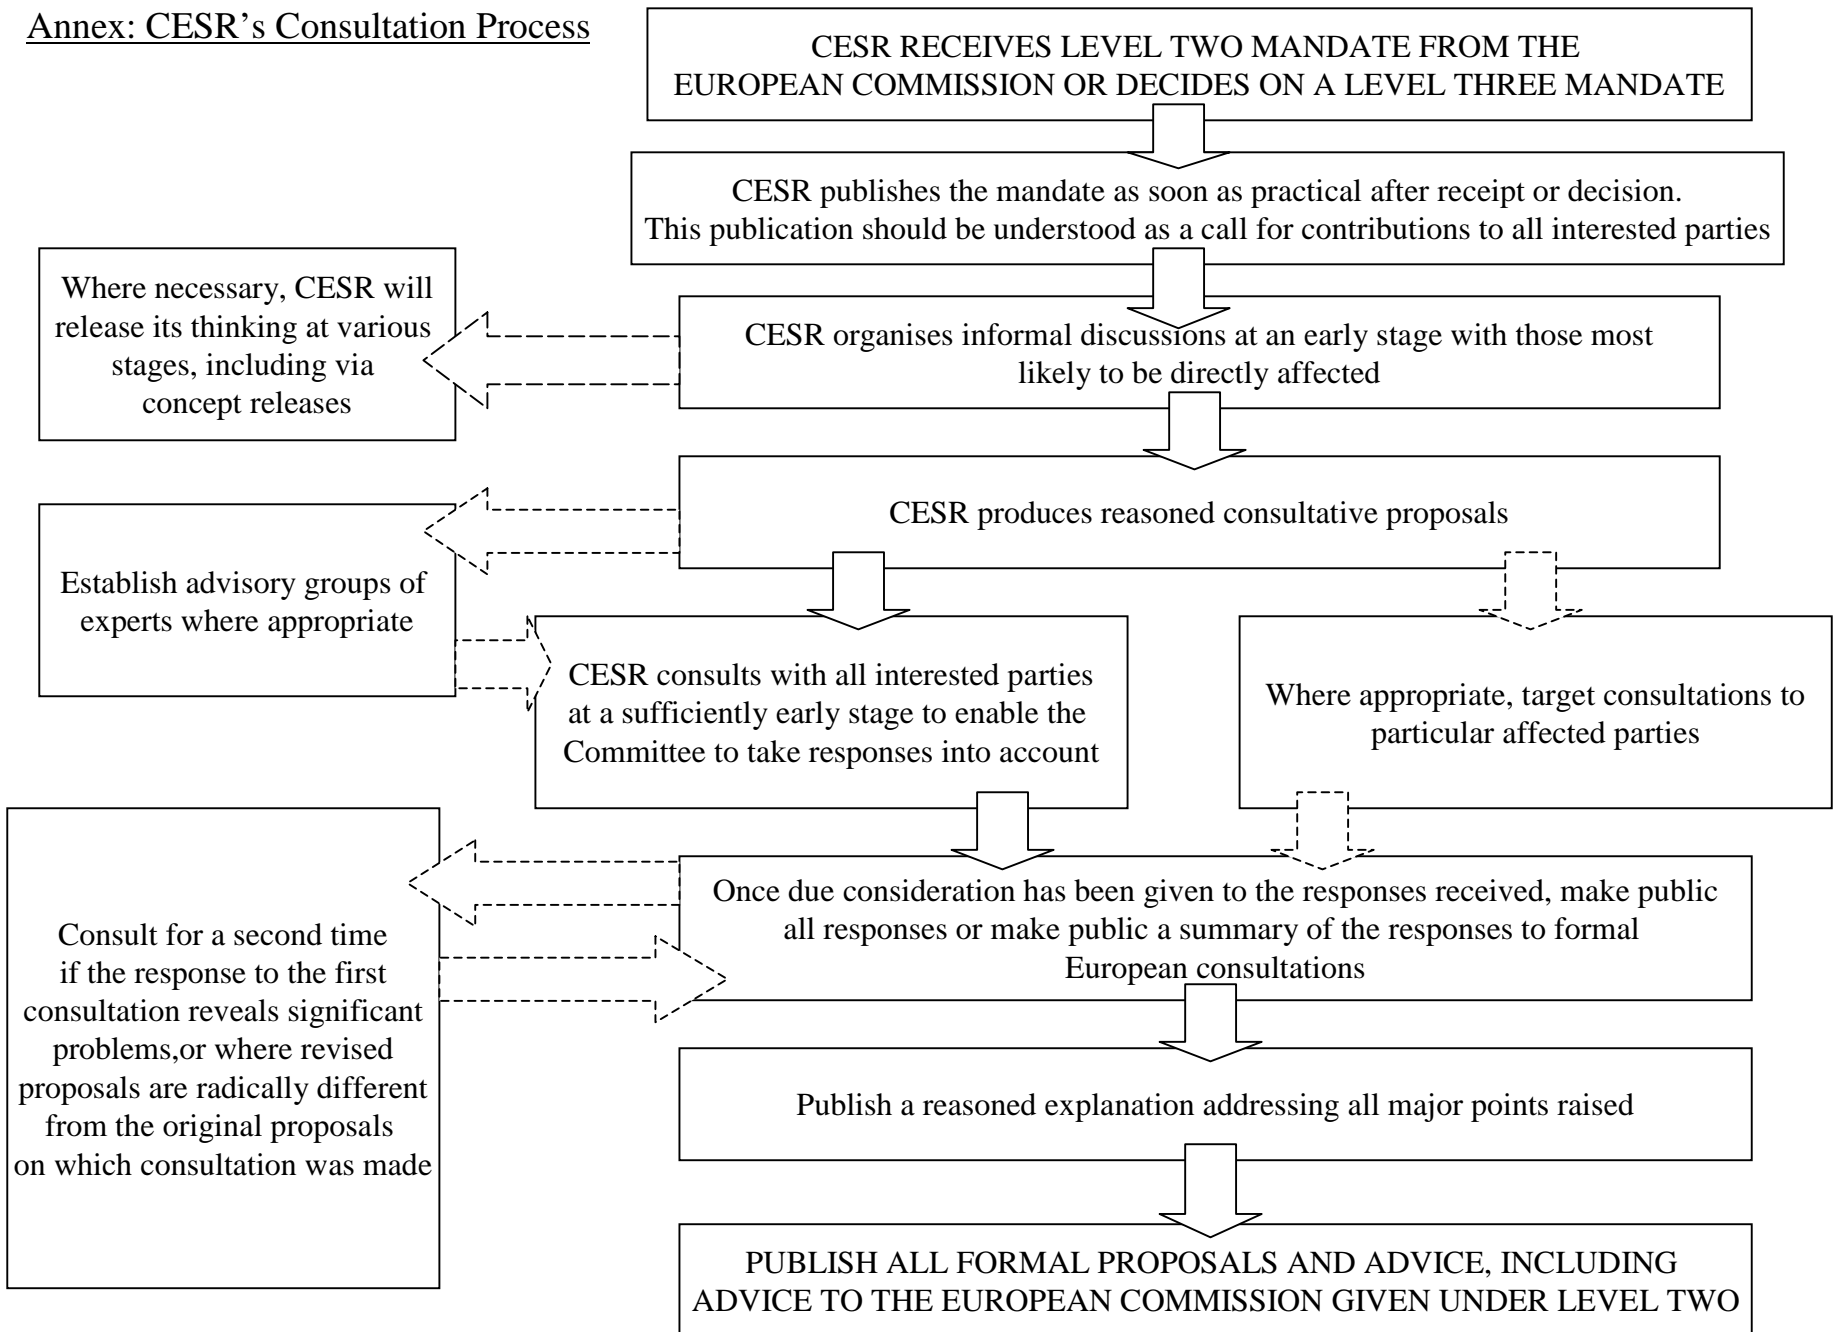 Annex: CESR’s Consultation Process
CESR RECEIVES LEVEL TWO MANDATE FROM THE
EUROPEAN COMMISSION OR DECIDES ON A LEVEL THREE MANDATE
CESR publishes the mandate as soon as practical after receipt or decision.
This publication should be understood as a call for contributions to all interested parties
Where necessary, CESR will
release its thinking at various
stages, including via
concept releases
CESR organises informal discussions at an early stage with those most
likely to be directly affected
CESR produces reasoned consultative proposals
Establish advisory groups of
experts where appropriate
CESR consults with all interested parties
at a sufficiently early stage to enable the
Committee to take responses into account
Where appropriate, target consultations to
particular affected parties
Once due consideration has been given to the responses received, make public
all responses or make public a summary of the responses to formal
European consultations
Consult for a second time
if the response to the first
consultation reveals significant
problems,or where revised
proposals are radically different
from the original proposals
on which consultation was made
Publish a reasoned explanation addressing all major points raised
PUBLISH ALL FORMAL PROPOSALS AND ADVICE, INCLUDING
ADVICE TO THE EUROPEAN COMMISSION GIVEN UNDER LEVEL TWO